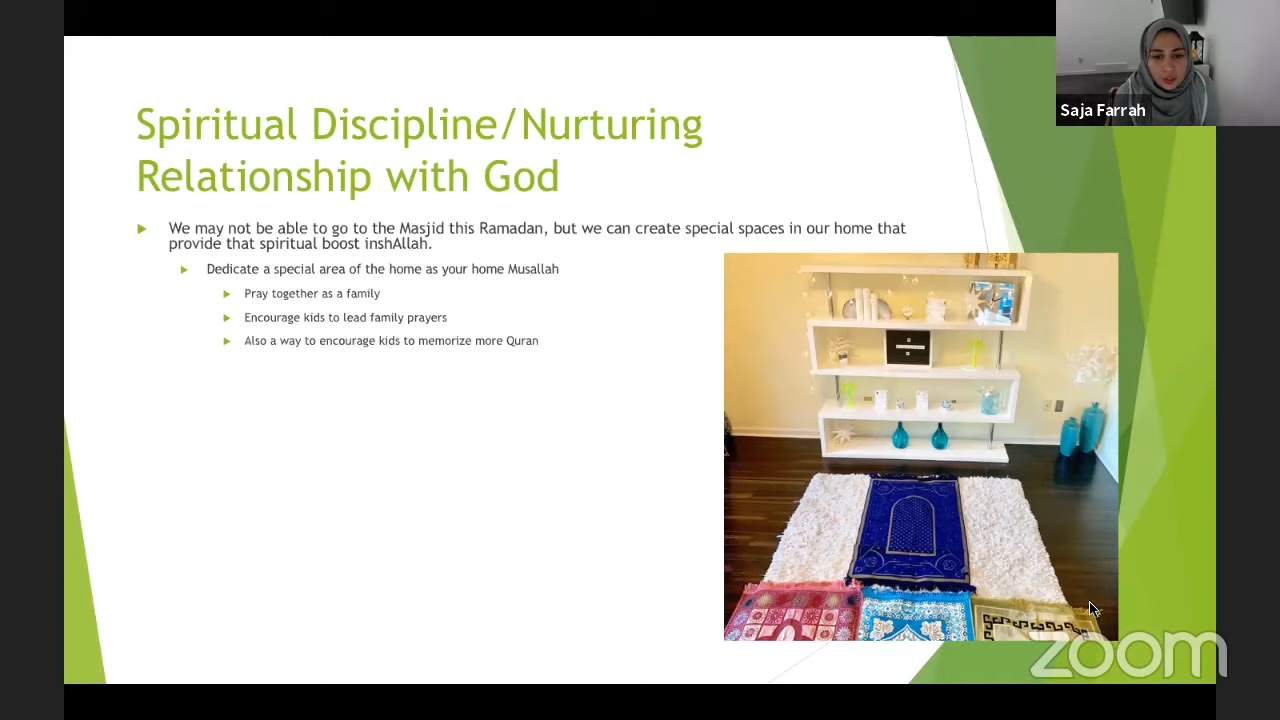 Saja Farrah
Spiritual Discipline/Nurturing
Relationship with God
We may not be able to go to the Masjid this Ramadan, but we can create special spaces in our home that
provide that spiritual boost inshAllah.
Dedicate a special area of the home as your home Musallah
Pray together as a family
Encourage kids to lead family prayers
Also a way to encourage kids to memorize more Quran
zoom